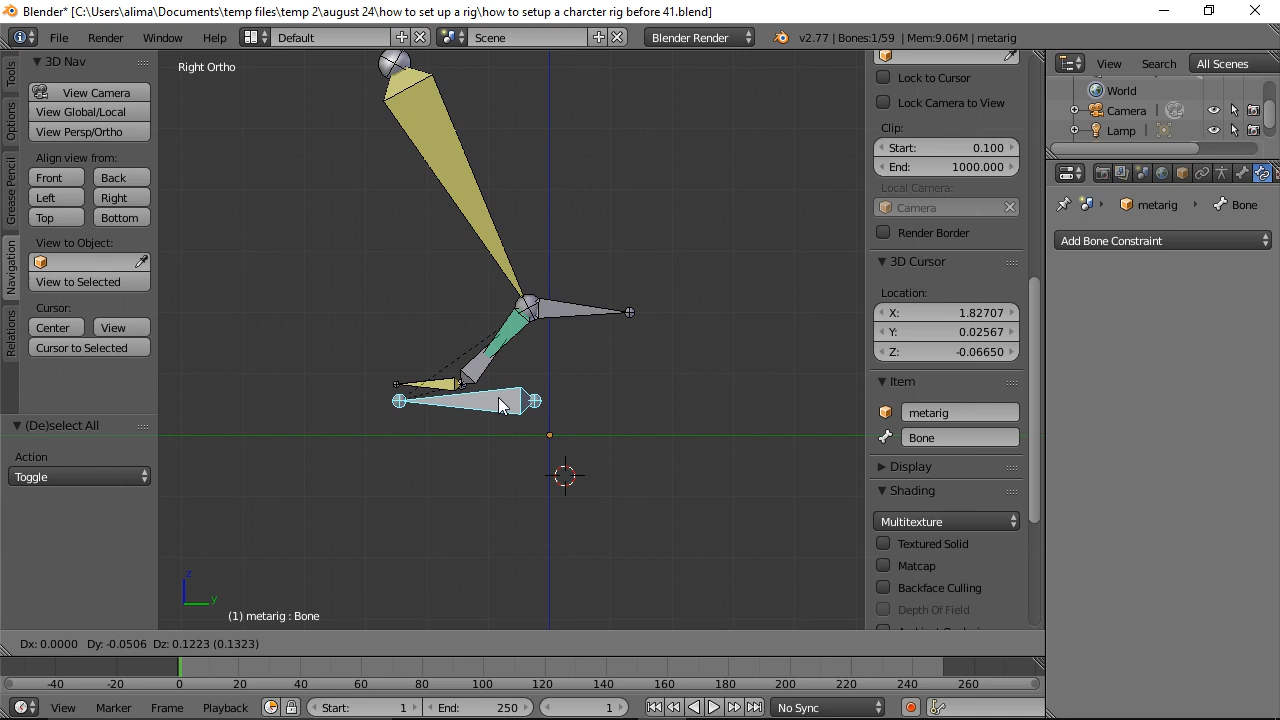 Blender* [C:\Users\alima\Documents\temp files\temp 2\august 24\how to set up a rig\how to setup a charcter rig before 41.blend]
File Render Window Help Default Scene Blender Render v2.77 | Bones:1/59 | Mem:9.06M | metarig
Tools
Options
Grease Pencil
Navigation
Relations
3D Nav
View Camera
View Global/Local
View Persp/Ortho
Align view from:
Front Back
Left Right
Top Bottom
View to Object:
View to Selected
Cursor:
Center View
Cursor to Selected
(De)select All
Action
Toggle
Right Ortho
z
y
(1) metarig : Bone
Lock to Cursor
Lock Camera to View
Clip:
Start: 0.100
End: 1000.000
Local Camera:
Camera
Render Border
3D Cursor
Location:
X: 1.82707
Y: 0.02567
Z: -0.06650
Item
metarig
Bone
Display
Shading
Multitexture
Textured Solid
Matcap
Backface Culling
Depth Of Field
View Search All Scenes
World
Camera
Lamp
metarig Bone
Add Bone Constraint
Dx: 0.0000 Dy: -0.0506 Dz: 0.1223 (0.1323)
-40 -20 0 20 40 60 80 100 120 140 160 180 200 220 240 260
View Marker Frame Playback Start: 1 End: 250 1 No Sync